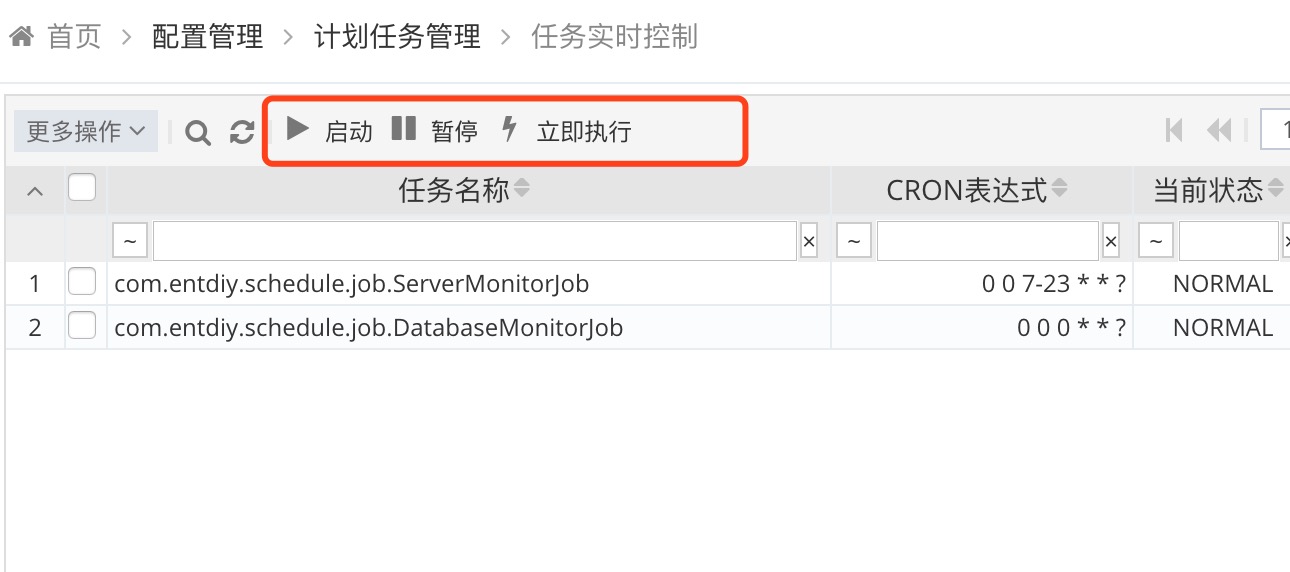 首页 > 配置管理 > 计划任务管理 > 任务实时控制
更多操作 启动 暂停 立即执行 1
任务名称 CRON表达式 当前状态
~ × ~ × ~ ×
1 com.entdiy.schedule.job.ServerMonitorJob 0 0 7-23 * * ? NORMAL
2 com.entdiy.schedule.job.DatabaseMonitorJob 0 0 0 * * ? NORMAL